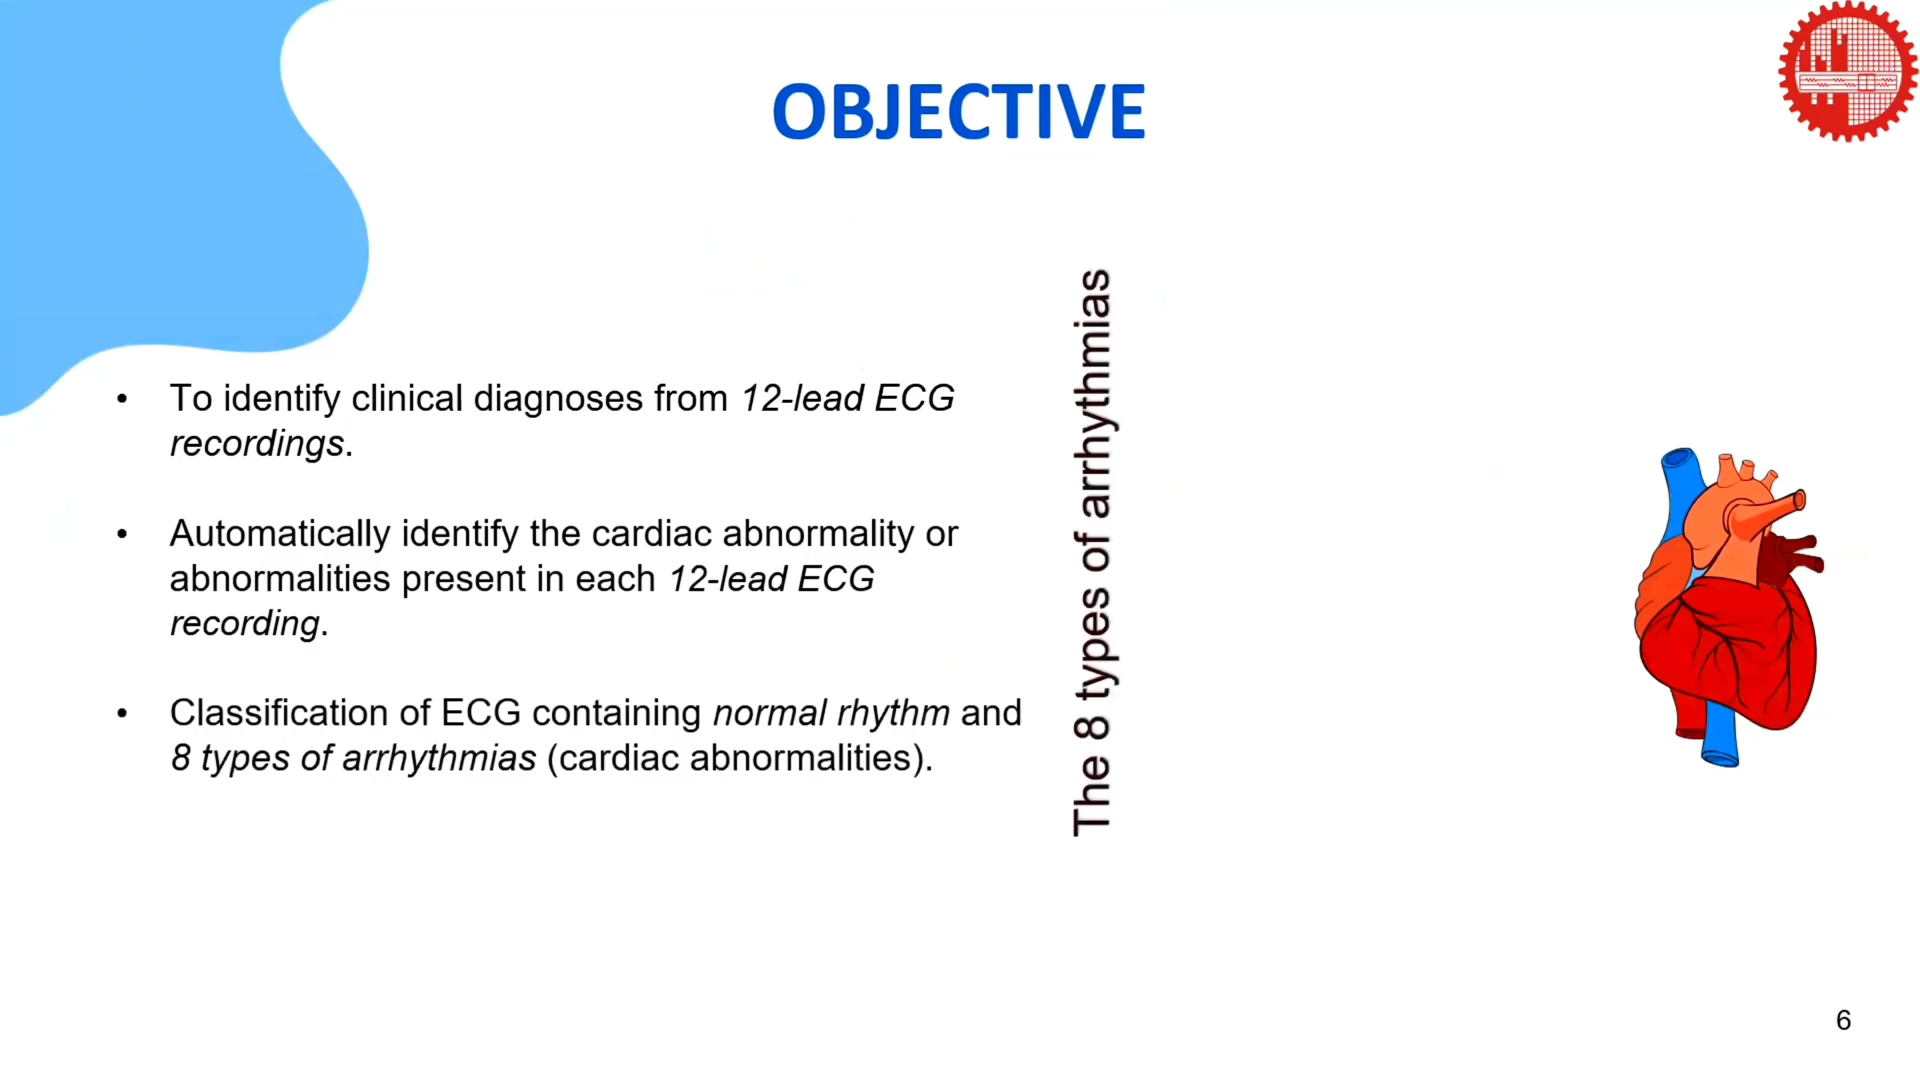 OBJECTIVE
• To identify clinical diagnoses from 12-lead ECG
recordings.
• Automatically identify the cardiac abnormality or
abnormalities present in each 12-lead ECG
recording.
• Classification of ECG containing normal rhythm and
8 types of arrhythmias (cardiac abnormalities).
The 8 types of arrhythmias
6